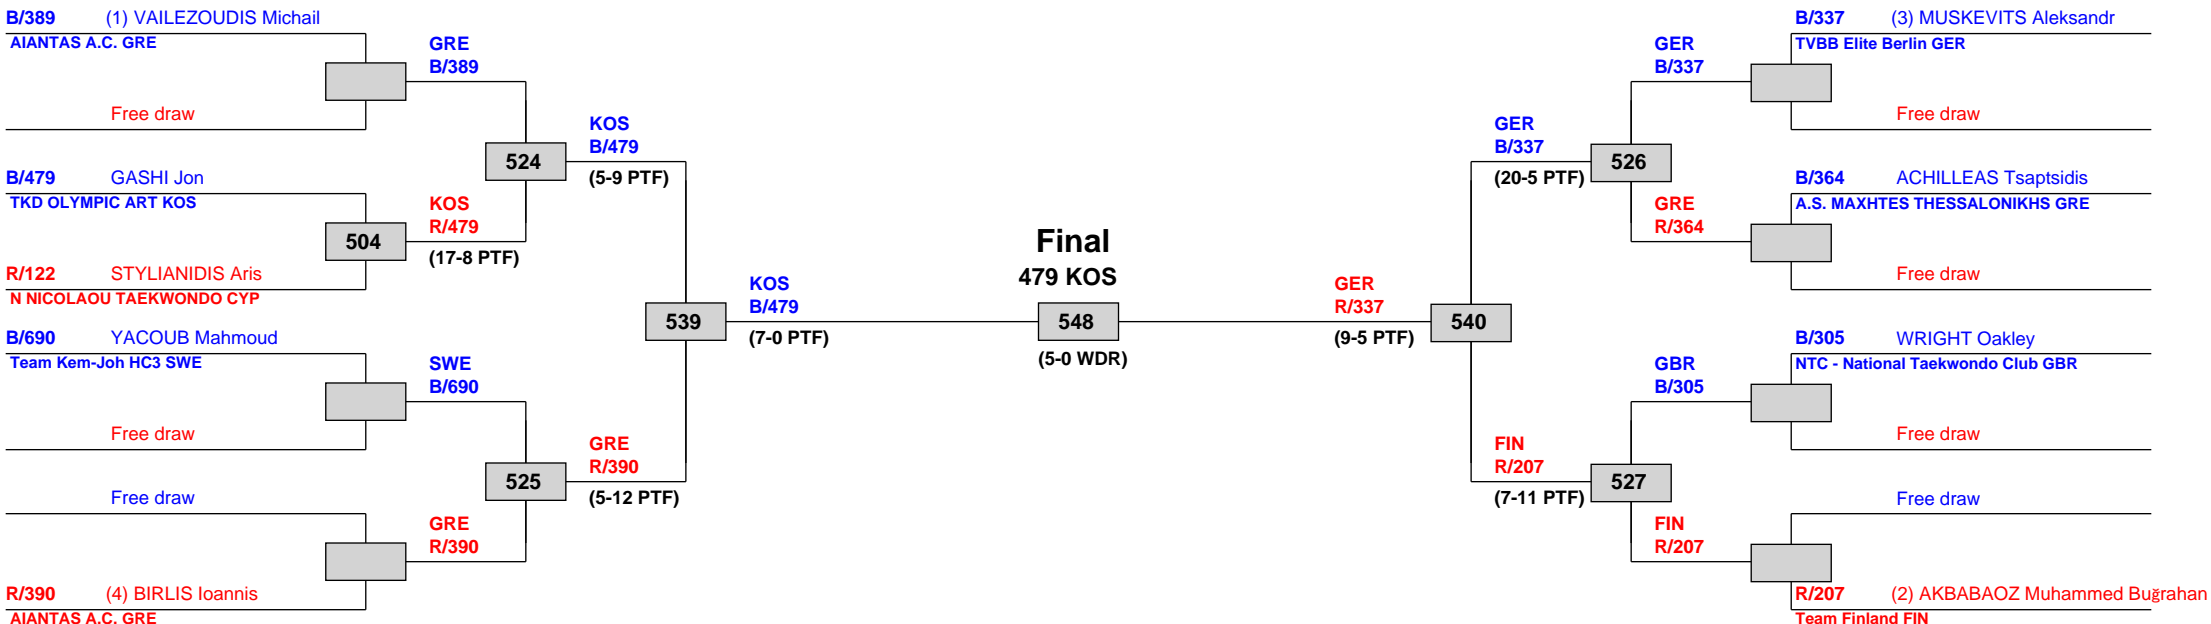 B/389 (1) VAILEZOUDIS Michail
AIANTAS A.C. GRE
Free draw
GRE
B/389
B/479 GASHI Jon
TKD OLYMPIC ART KOS
504
R/122 STYLIANIDIS Aris
N NICOLAOU TAEKWONDO CYP
KOS
R/479
(17-8 PTF)
524
KOS
B/479
(5-9 PTF)
B/690 YACOUB Mahmoud
Team Kem-Joh HC3 SWE
Free draw
SWE
B/690
Free draw
R/390 (4) BIRLIS Ioannis
AIANTAS A.C. GRE
GRE
R/390
525
GRE
R/390
(5-12 PTF)
539
KOS
B/479
(7-0 PTF)
Final
479 KOS
548
(5-0 WDR)
GER
R/337
(9-5 PTF)
540
GER
B/337
(20-5 PTF)
526
GER
B/337
B/337 (3) MUSKEVITS Aleksandr
TVBB Elite Berlin GER
Free draw
GRE
R/364
B/364 ACHILLEAS Tsaptsidis
A.S. MAXHTES THESSALONIKHS GRE
Free draw
FIN
R/207
(7-11 PTF)
527
GBR
B/305
B/305 WRIGHT Oakley
NTC - National Taekwondo Club GBR
Free draw
FIN
R/207
Free draw
R/207 (2) AKBABAOZ Muhammed Buğrahan
Team Finland FIN